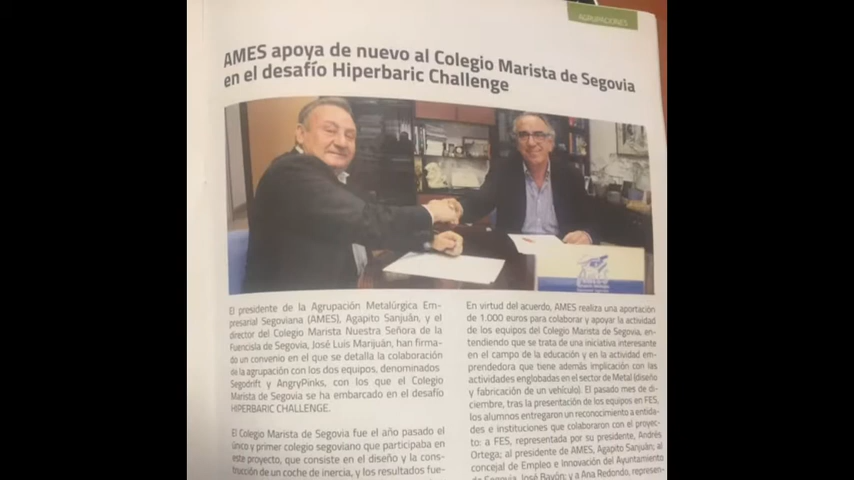 AGRUPACIONES
AMES apoya de nuevo al Colegio Marista de Segovia
en el desafío Hiperbaric Challenge
AMES
El presidente de la Agrupación Metalúrgica Em-
presarial Segoviana (AMES), Agapito Sanjuán, y el
director del Colegio Marista Nuestra Señora de la
Fuencisla de Segovia, José Luis Marijuán, han firma-
do un convenio en el que se detalla la colaboración
de la agrupación con los dos equipos, denominados
Segodrift y AngryPinks, con los que el Colegio
Marista de Segovia se ha embarcado en el desafío
HIPERBARIC CHALLENGE.
El Colegio Marista de Segovia fue el año pasado el
único y primer colegio segoviano que participaba en
este proyecto, que consiste en el diseño y la cons-
trucción de un coche de inercia, y los resultados fue-
En virtud del acuerdo, AMES realiza una aportación
de 1.000 euros para colaborar y apoyar la actividad
de los equipos del Colegio Marista de Segovia, en-
tendiendo que se trata de una iniciativa interesante
en el campo de la educación y en la actividad em-
prendedora que tiene además implicación con las
actividades englobadas en el sector de Metal (diseño
y fabricación de un vehículo). El pasado mes de di-
ciembre, tras la presentación de los equipos en FES,
los alumnos entregaron un reconocimiento a entida-
des e instituciones que colaboraron con el proyec-
to: a FES, representada por su presidente, Andrés
Ortega; al presidente de AMES, Agapito Sanjuán; al
concejal de Empleo e Innovación del Ayuntamiento
de Segovia, José Bayón; y a Ana Redondo, represen-